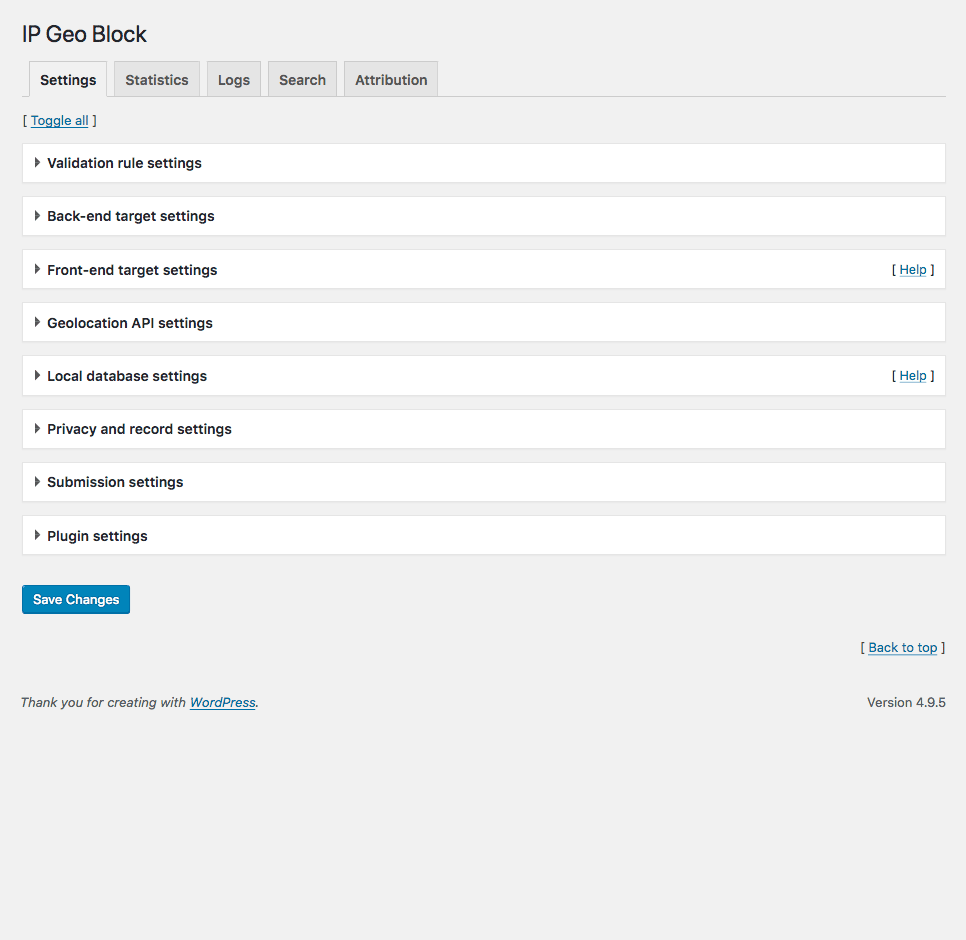 IP Geo Block
Settings Statistics Logs Search Attribution
[ Toggle all ]
Validation rule settings
Back-end target settings
Front-end target settings [ Help ]
Geolocation API settings
Local database settings [ Help ]
Privacy and record settings
Submission settings
Plugin settings
Save Changes
[ Back to top ]
Thank you for creating with WordPress. Version 4.9.5